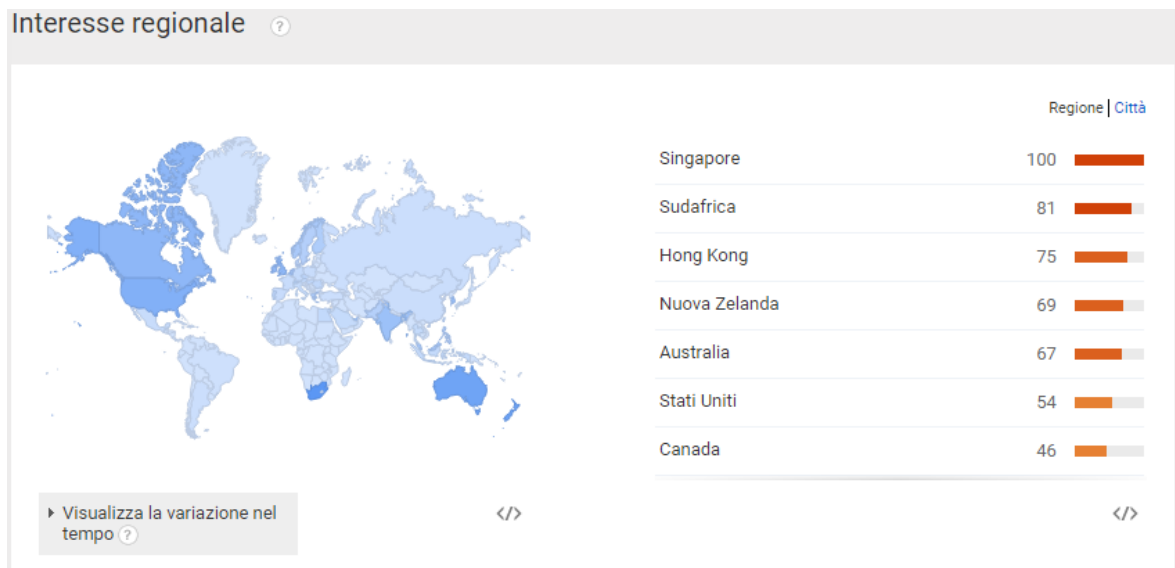 Interesse regionale ?
Regione | Città
Singapore 100
Sudafrica 81
Hong Kong 75
Nuova Zelanda 69
Australia 67
Stati Uniti 54
Canada 46
Visualizza la variazione nel
tempo ?
</> </>